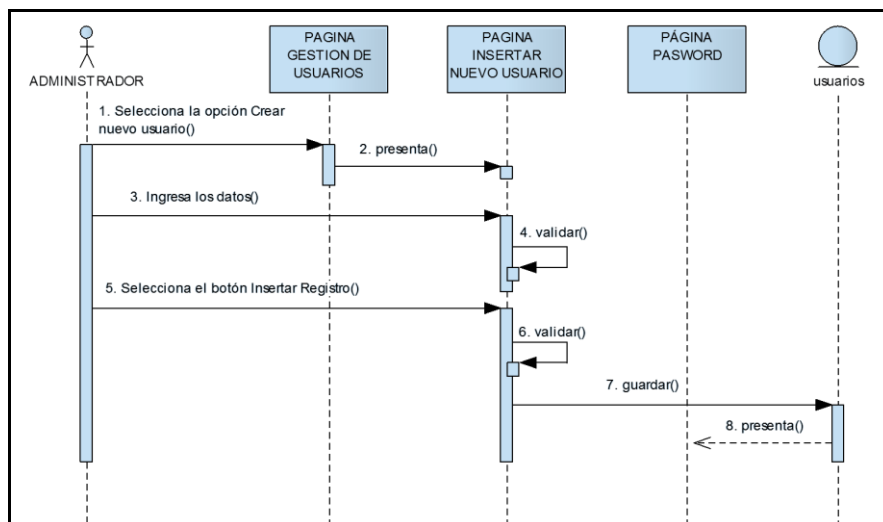 ADMINISTRADOR
PAGINA
GESTION DE
USUARIOS
PAGINA
INSERTAR
NUEVO USUARIO
PÁGINA
PASWORD
usuarios
1. Selecciona la opción Crear
nuevo usuario()
2. presenta()
3. Ingresa los datos()
4. validar()
5. Selecciona el botón Insertar Registro()
6. validar()
7. guardar()
8. presenta()